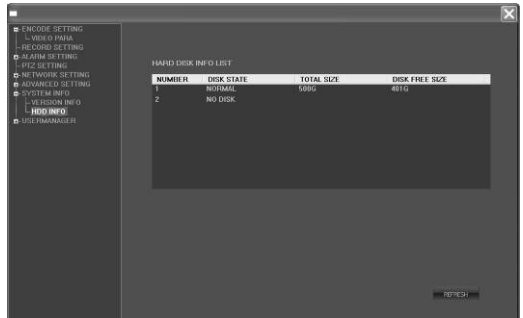 ENCODE SETTING
VIDEO PARA
RECORD SETTING
ALARM SETTING
PTZ SETTING
NETWORK SETTING
ADVANCED SETTING
SYSTEM INFO
VERSION INFO
HDD INFO
USERMANAGER
HARD DISK INFO LIST
NUMBER DISK STATE TOTAL SIZE DISK FREE SIZE
1 NORMAL 500G 401G
2 NO DISK
REFRESH